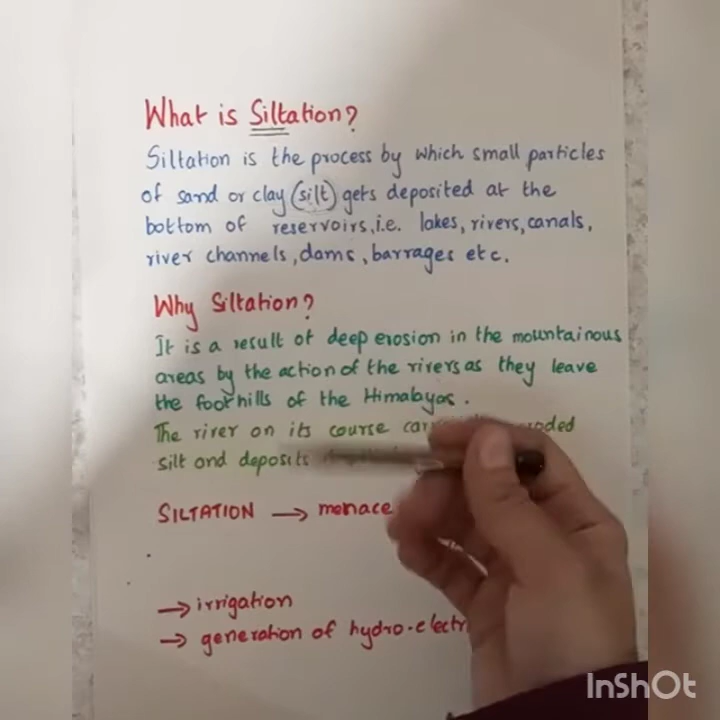 What is Siltation?
Siltation is the process by which small particles
of sand or clay (silt) gets deposited at the
bottom of reservoirs,i.e. lakes, rivers, canals,
river channels, dams, barrages etc.
Why Siltation?
It is a result of deep erosion in the mountainous
areas by the action of the rivers as they leave
the foothills of the Himalayas.
The river on its course
silt and deposits
SILTATION → menace
→ irrigation
→ generation of hydro-electr
InShOt